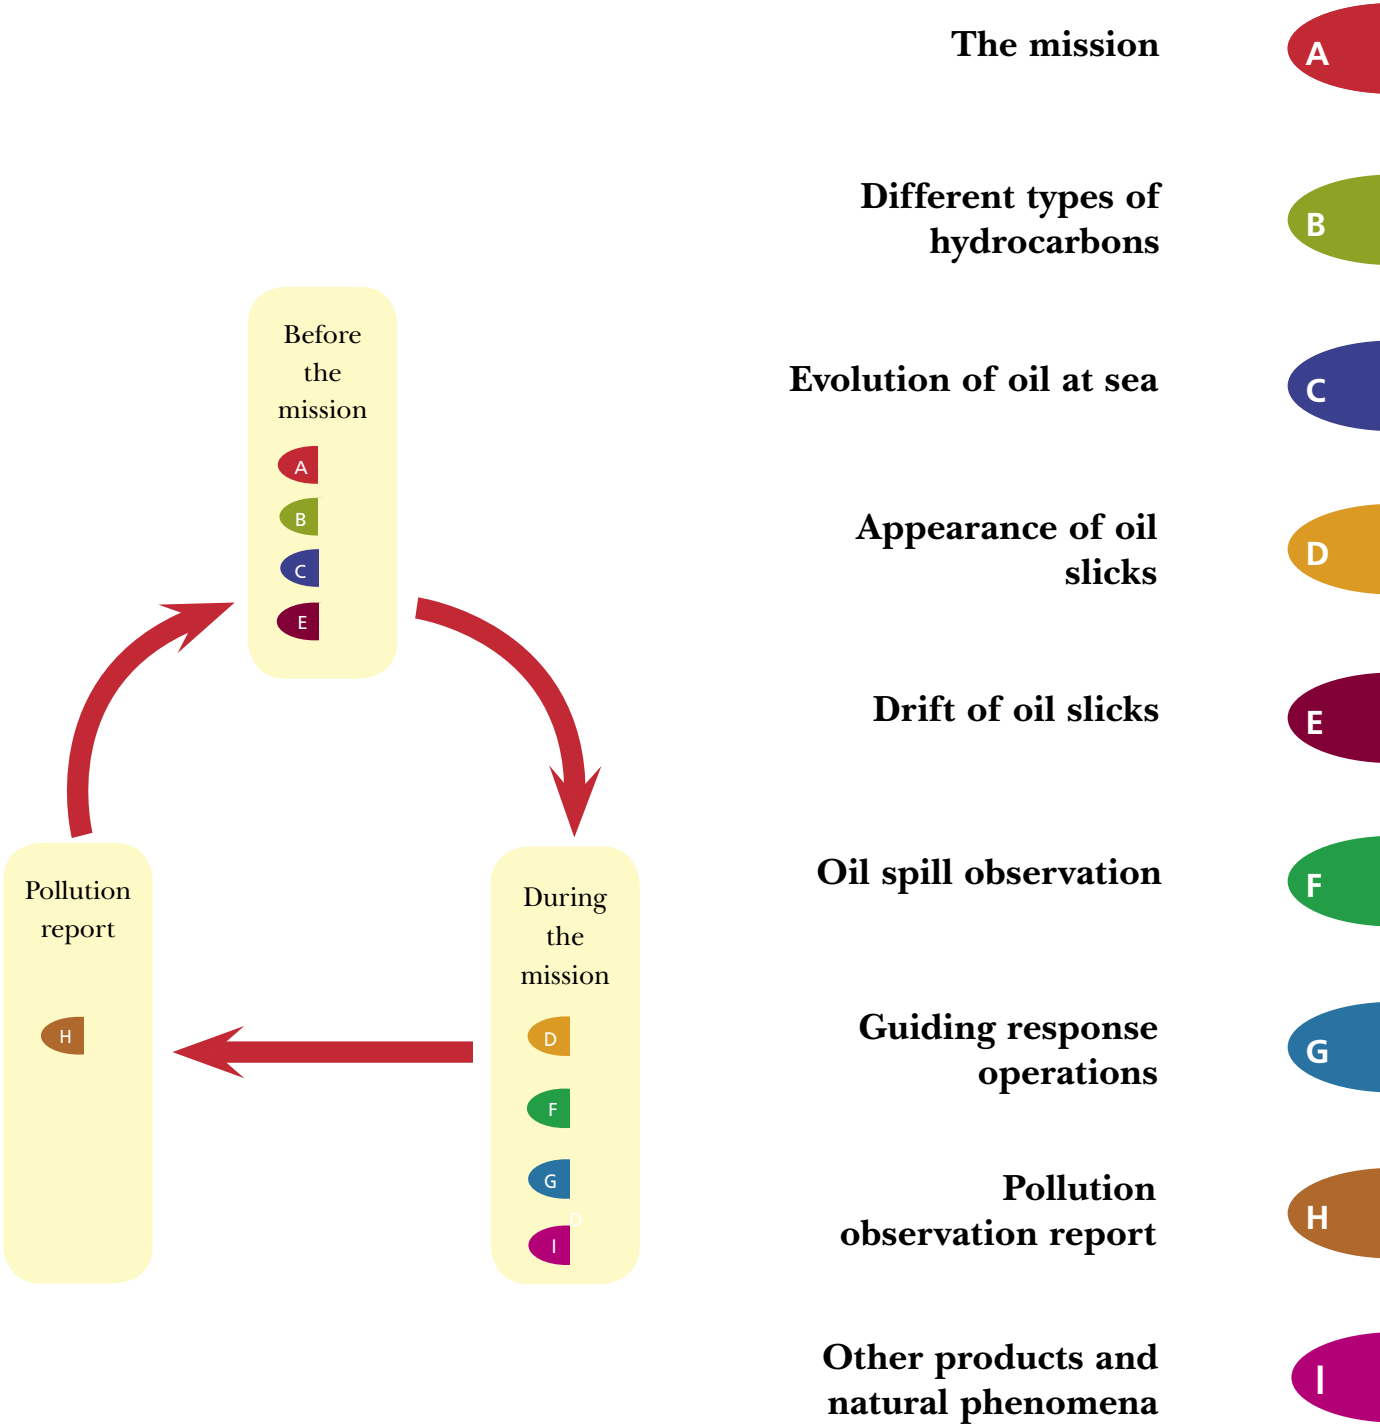 The mission
A
Different types of
hydrocarbons
B
Evolution of oil at sea
C
Appearance of oil
slicks
D
Drift of oil slicks
E
Oil spill observation
F
Guiding response
operations
G
Pollution
observation report
H
Other products and
natural phenomena
I
Before
the
mission
A
B
C
E
During
the
mission
D
F
G
D
I
Pollution
report
H